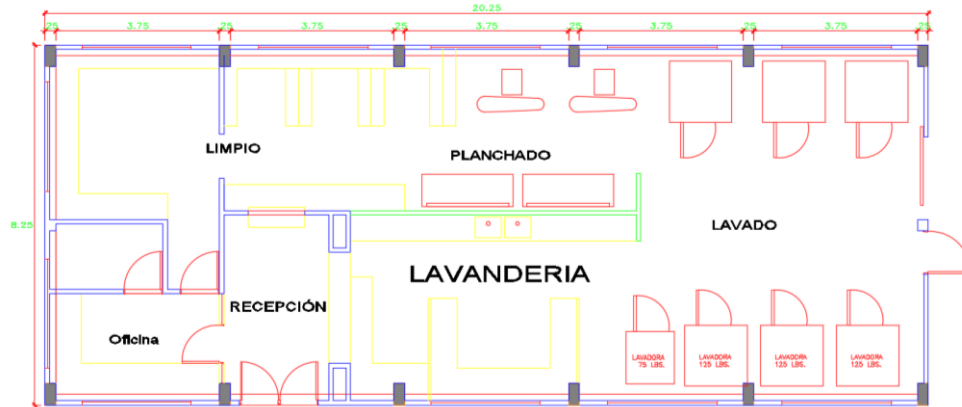 20.25
25 3.75 25 3.75 25 3.75 25 3.75 25 3.75 25
8.25
LIMPIO
PLANCHADO
LAVADO
LAVANDERIA
RECEPCIÓN
Oficina
LAVADORA
75 LBS.
LAVADORA
125 LBS.
LAVADORA
125 LBS.
LAVADORA
125 LBS.